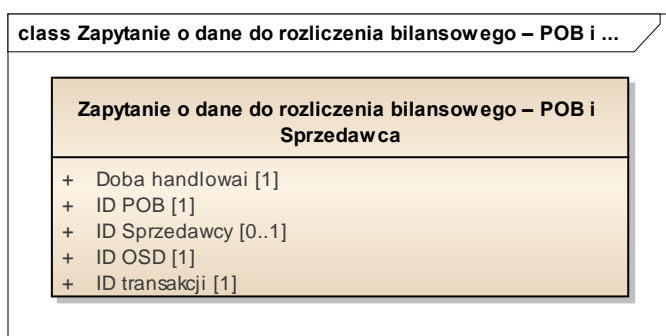 class Zapytanie o dane do rozliczenia bilansowego – POB i ...
Zapytanie o dane do rozliczenia bilansowego – POB i
Sprzedawca
+ Doba handlowai [1]
+ ID POB [1]
+ ID Sprzedawcy [0..1]
+ ID OSD [1]
+ ID transakcji [1]